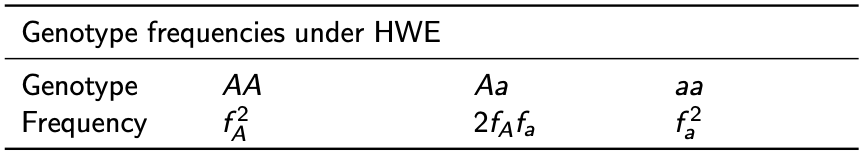 Genotype frequencies under HWE
Genotype AA Aa aa
Frequency f_A^2 2f_Af_a f_a^2